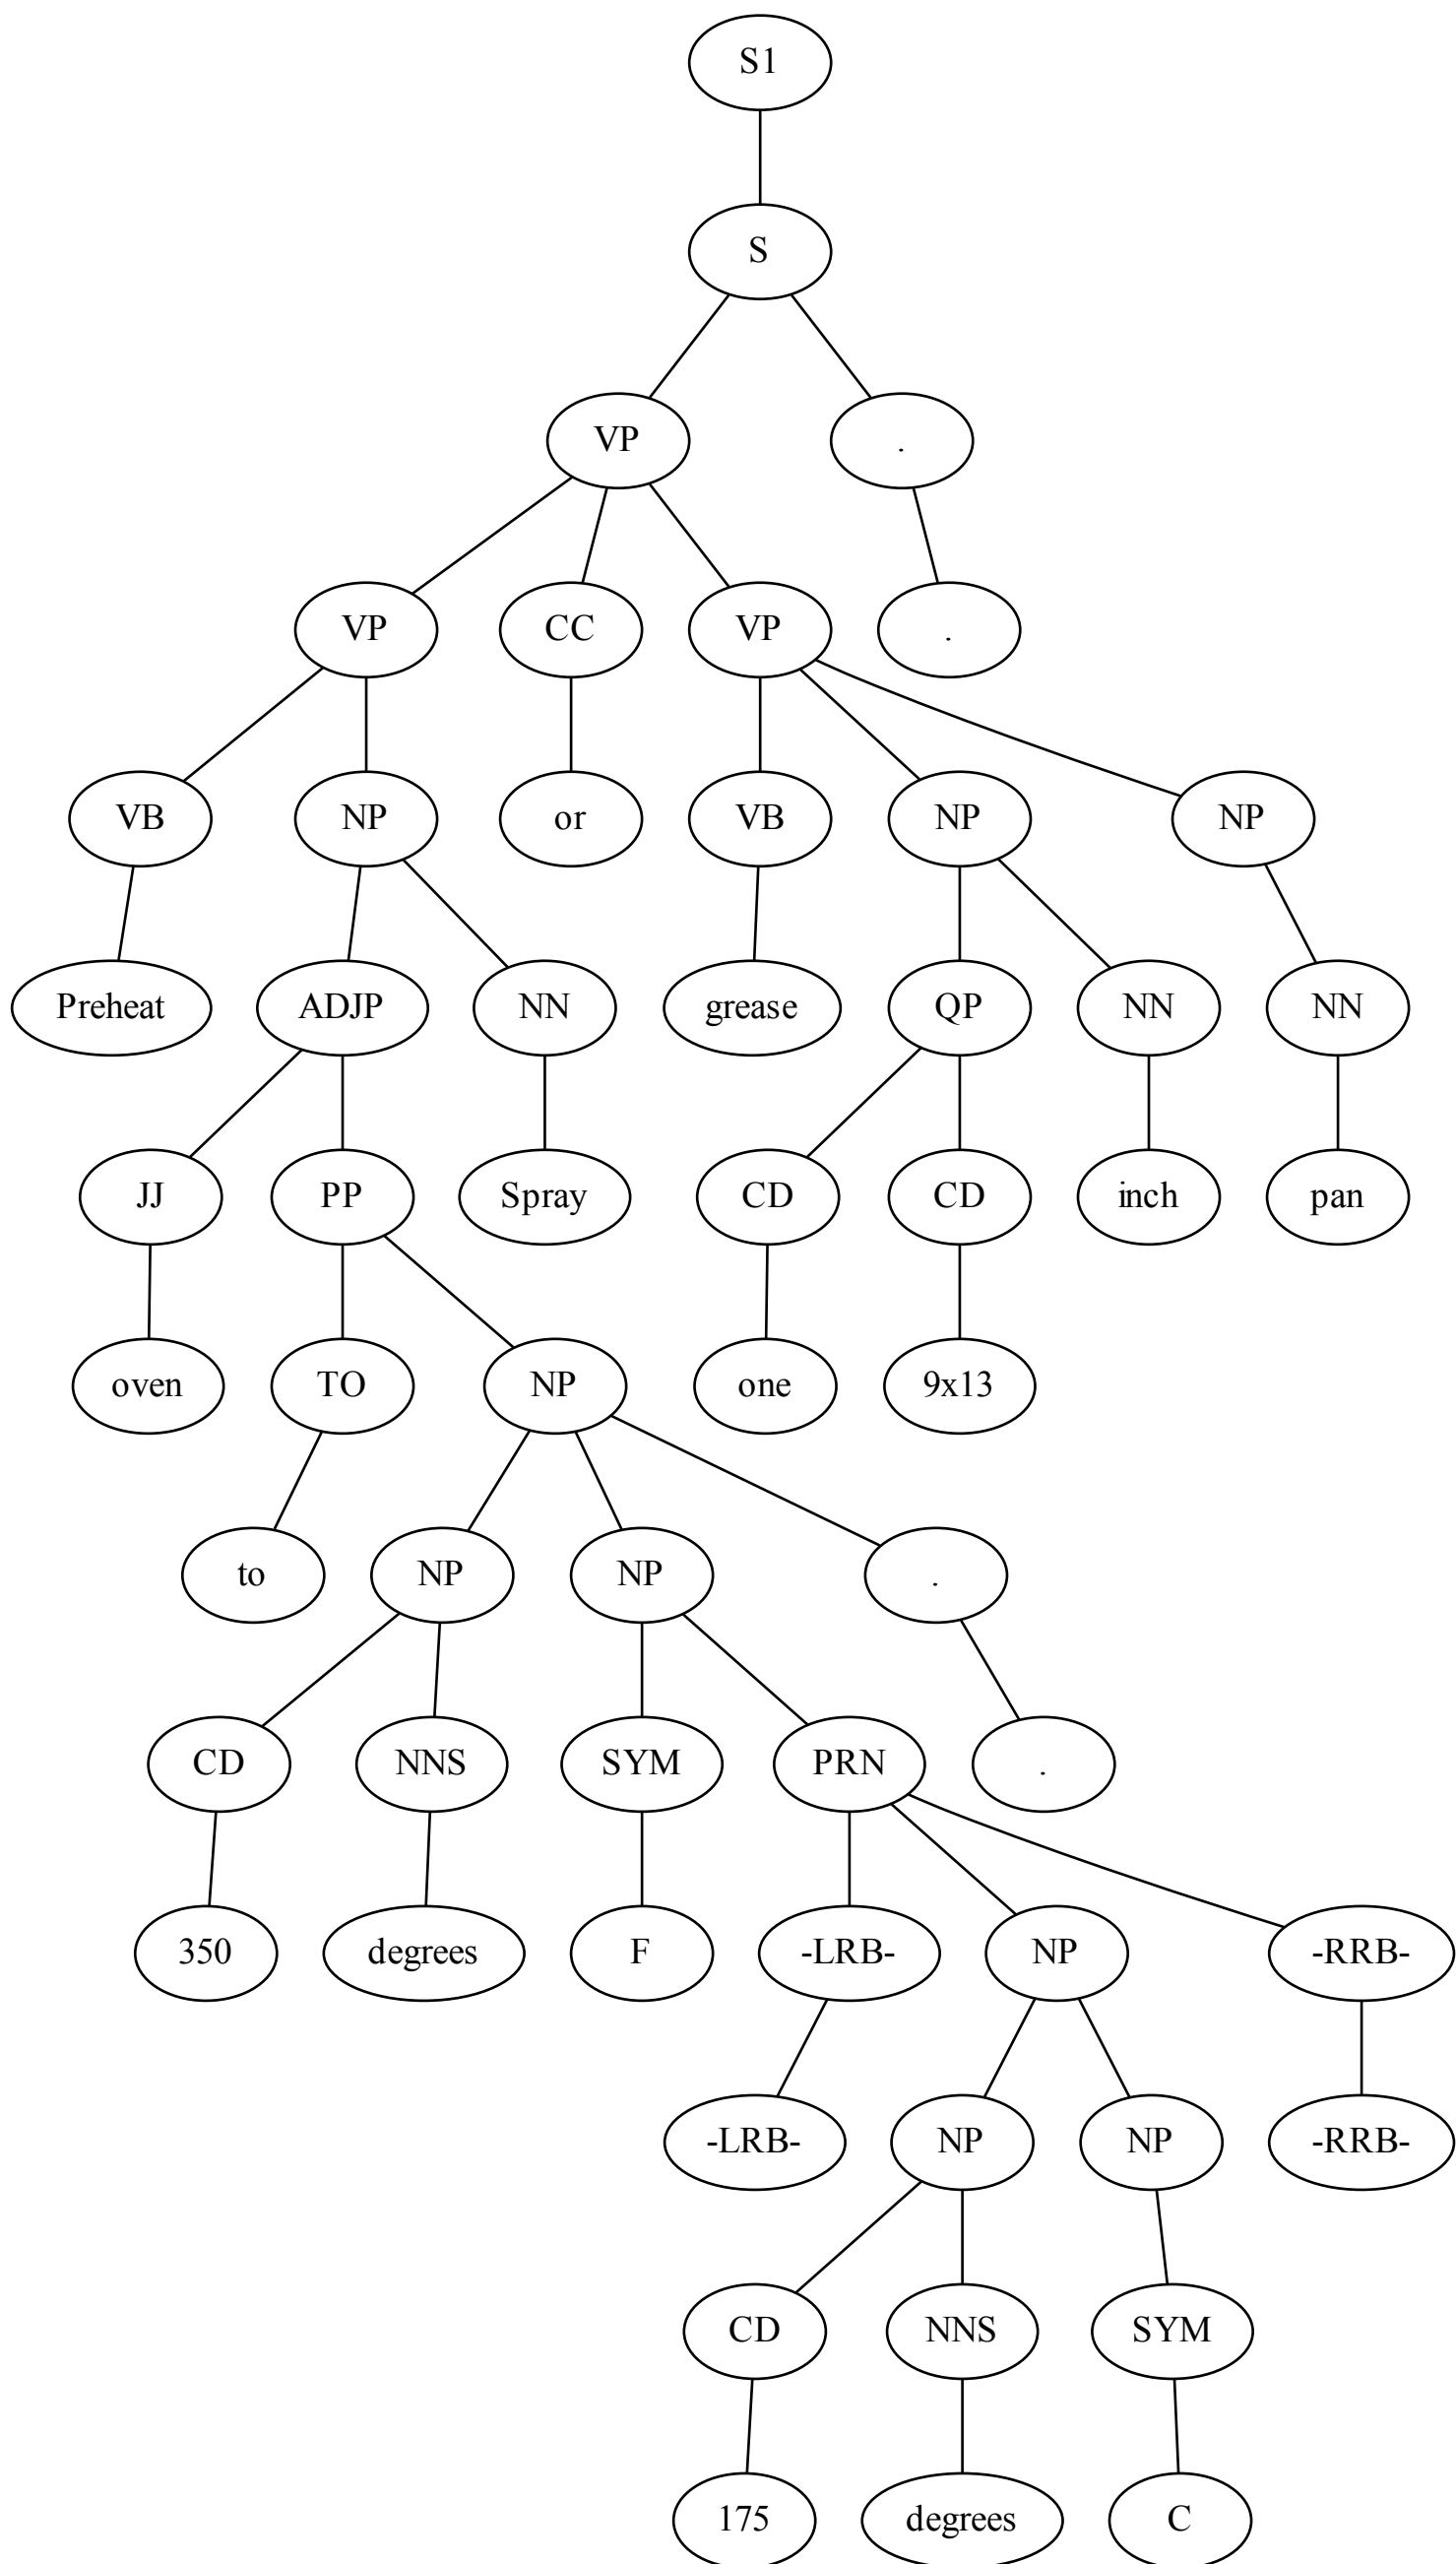 S1
S
VP .
VP CC VP .
VB NP or VB NP NP
Preheat ADJP NN grease QP NN NN
JJ PP Spray CD CD inch pan
oven TO NP one 9x13
to NP NP .
CD NNS SYM PRN .
350 degrees F -LRB- NP -RRB-
-LRB- NP NP -RRB-
CD NNS SYM
175 degrees C